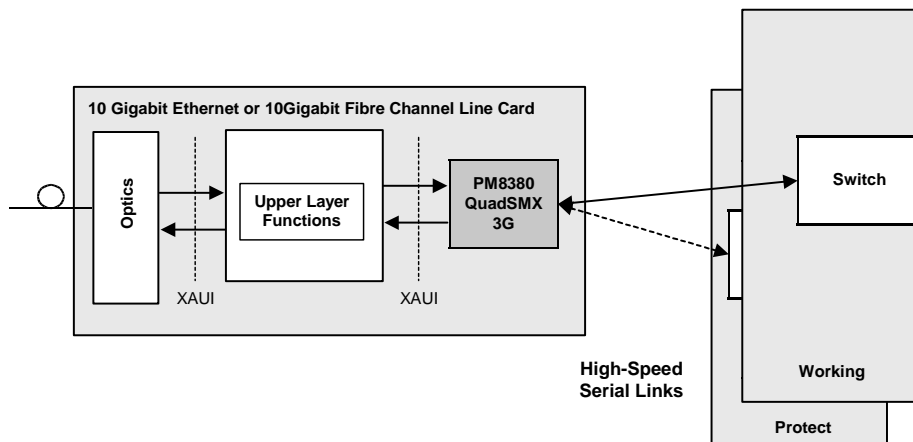 10 Gigabit Ethernet or 10Gigabit Fibre Channel Line Card
Optics
Upper Layer
Functions
PM8380
QuadSMX
3G
Switch
XAUI
XAUI
High-Speed
Serial Links
Working
Protect